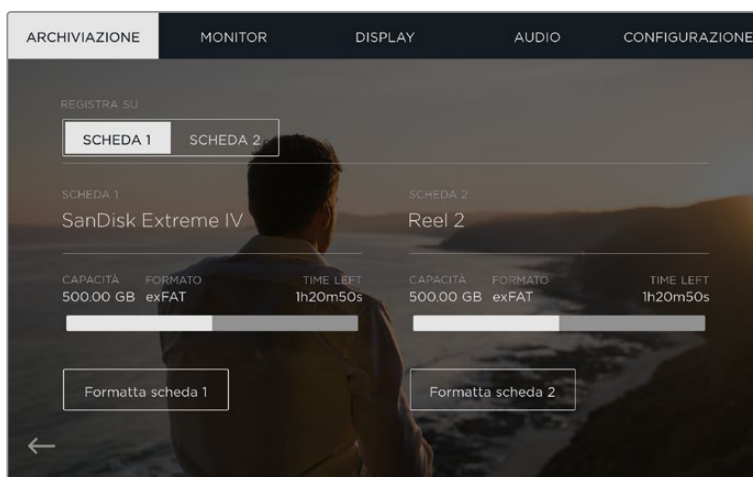 ARCHIVIAZIONE MONITOR DISPLAY AUDIO CONFIGURAZIONE
REGISTRA SU
SCHEDA 1 SCHEDA 2
SCHEDA 1 SCHEDA 2
SanDisk Extreme IV Reel 2
CAPACITÀ FORMATO TIME LEFT CAPACITÀ FORMATO TIME LEFT
500.00 GB exFAT 1h20m50s 500.00 GB exFAT 1h20m50s
Formatta scheda 1 Formatta scheda 2